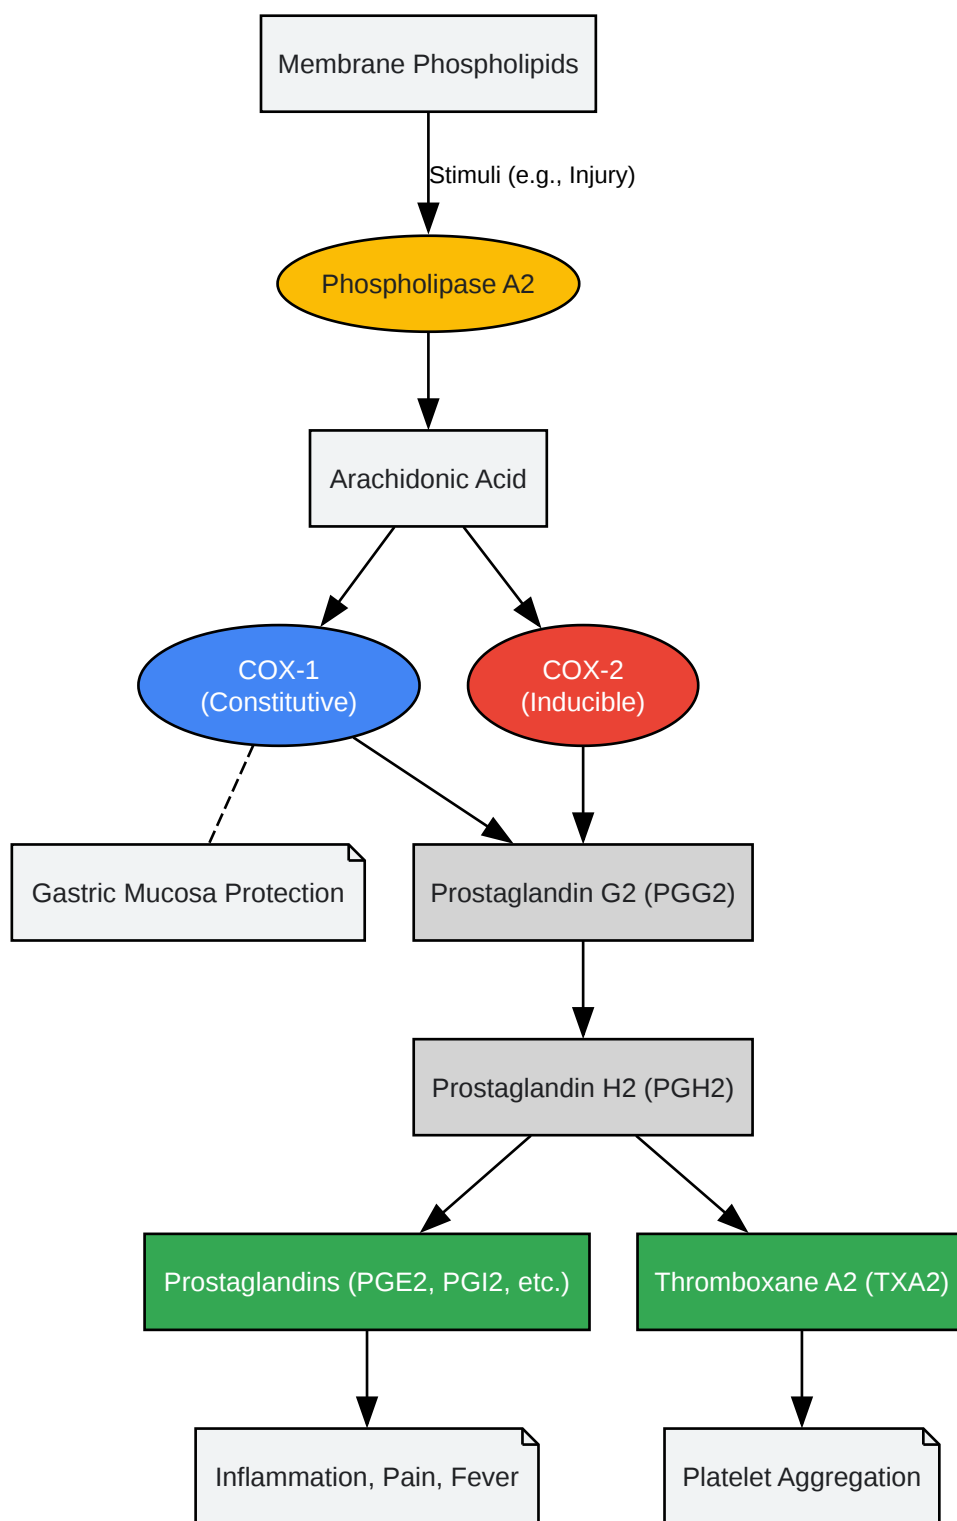 Membrane Phospholipids
Stimuli (e.g., Injury)
Phospholipase A2
Arachidonic Acid
COX-1
(Constitutive)
COX-2
(Inducible)
Gastric Mucosa Protection
Prostaglandin G2 (PGG2)
Prostaglandin H2 (PGH2)
Prostaglandins (PGE2, PGI2, etc.)
Thromboxane A2 (TXA2)
Inflammation, Pain, Fever
Platelet Aggregation